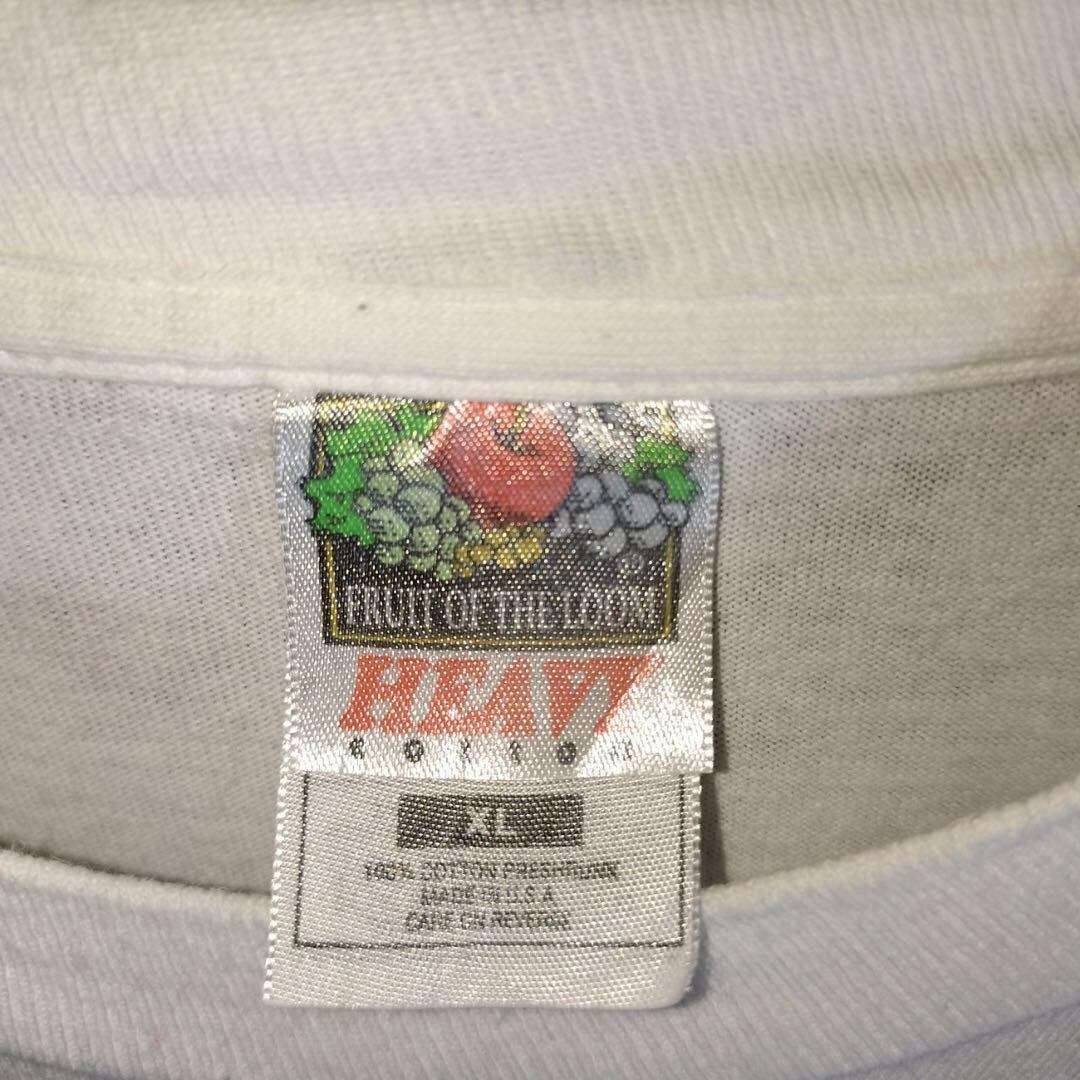 FRUIT OF THE LOOM
HEAVY
COTTON
XL
100% COTTON PRESHRUNK
MADE IN U.S.A
CARE ON REVERSE